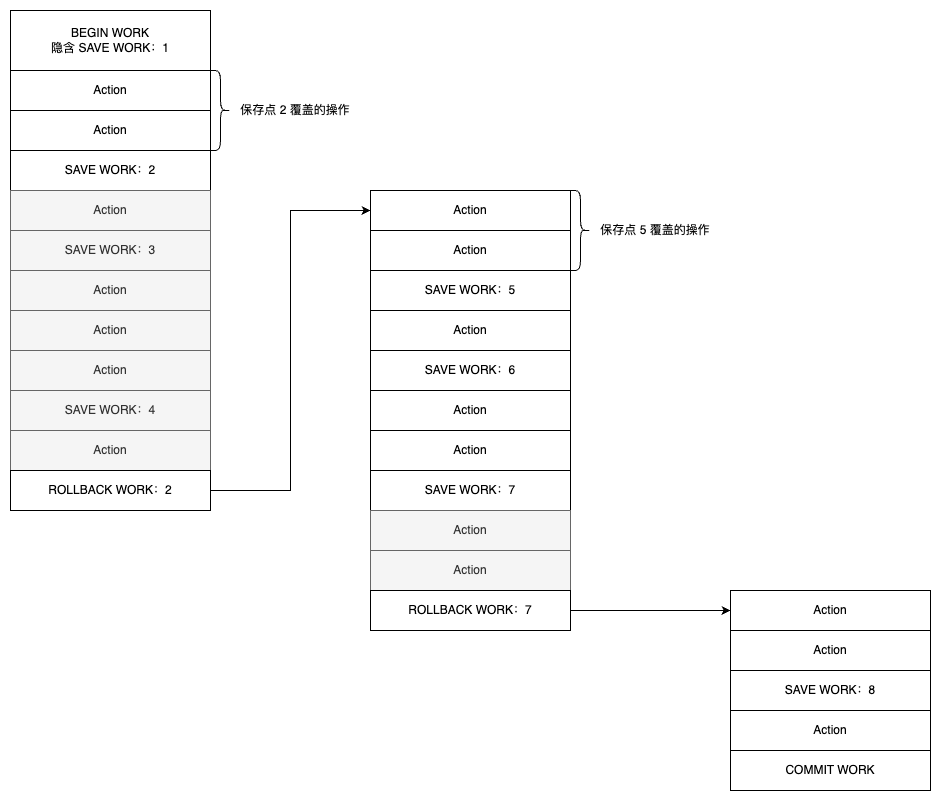 BEGIN WORK
隐含 SAVE WORK：1
Action
保存点 2 覆盖的操作
Action
SAVE WORK：2
Action
SAVE WORK：3
Action
Action
Action
SAVE WORK：4
Action
ROLLBACK WORK：2
Action
保存点 5 覆盖的操作
Action
SAVE WORK：5
Action
SAVE WORK：6
Action
Action
SAVE WORK：7
Action
Action
ROLLBACK WORK：7
Action
Action
SAVE WORK：8
Action
COMMIT WORK